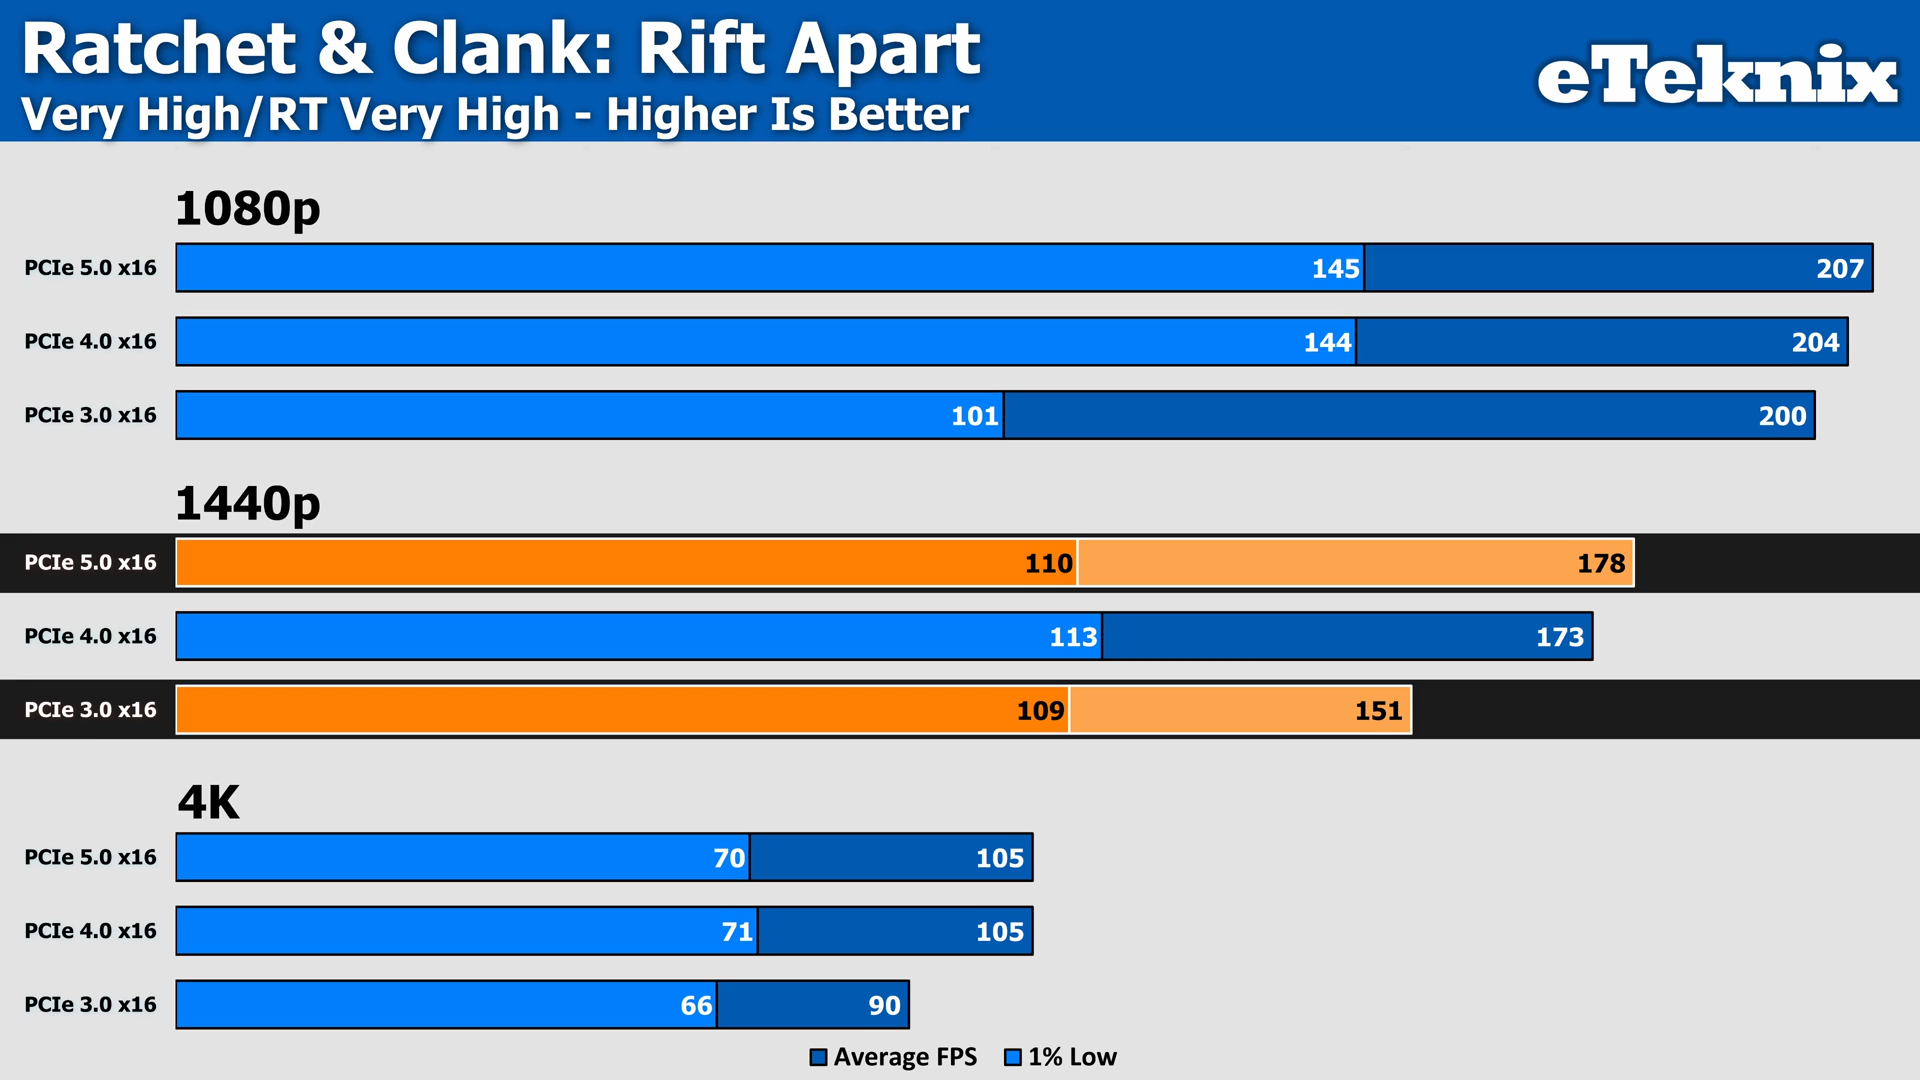 Ratchet & Clank: Rift Apart
Very High/RT Very High - Higher Is Better
eTeknix
1080p
PCIe 5.0 x16 145 207
PCIe 4.0 x16 144 204
PCIe 3.0 x16 101 200
1440p
PCIe 5.0 x16 110 178
PCIe 4.0 x16 113 173
PCIe 3.0 x16 109 151
4K
PCIe 5.0 x16 70 105
PCIe 4.0 x16 71 105
PCIe 3.0 x16 66 90
Average FPS 1% Low